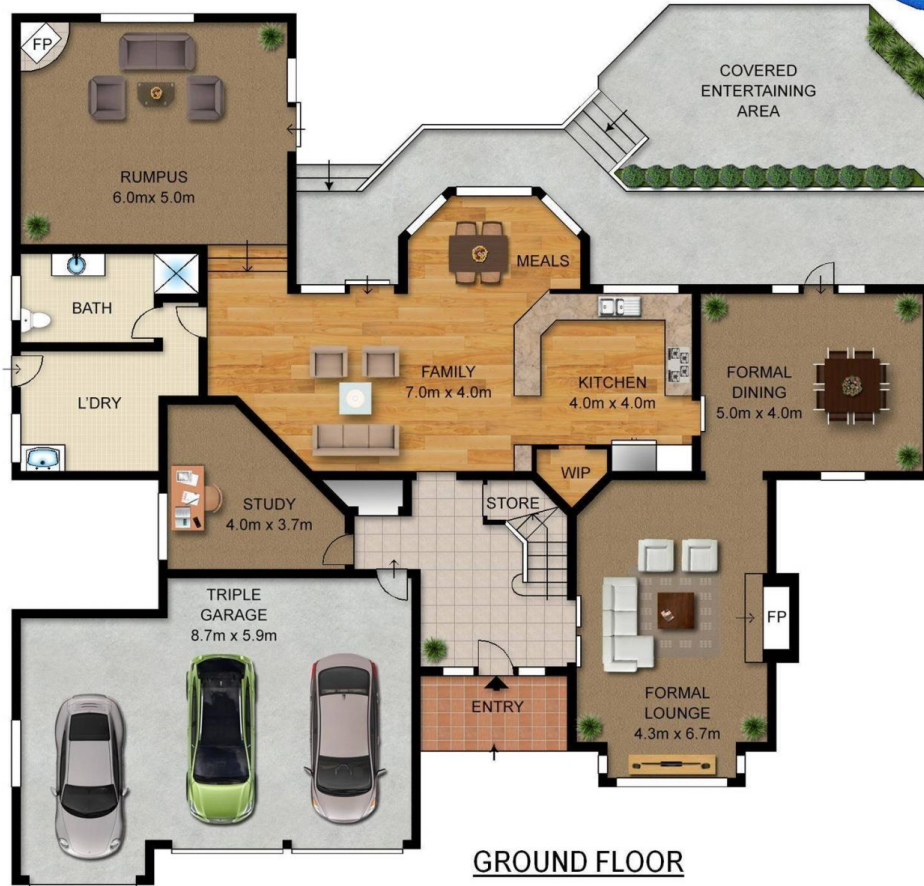 FP
COVERED
ENTERTAINING
AREA
RUMPUS
6.0mx 5.0m
MEALS
BATH
FAMILY
7.0m x 4.0m
KITCHEN
4.0m x 4.0m
FORMAL
DINING
5.0m x 4.0m
L'DRY
WIP
STUDY
4.0m x 3.7m
STORE
TRIPLE
GARAGE
8.7m x 5.9m
FP
ENTRY
FORMAL
LOUNGE
4.3m x 6.7m
GROUND FLOOR